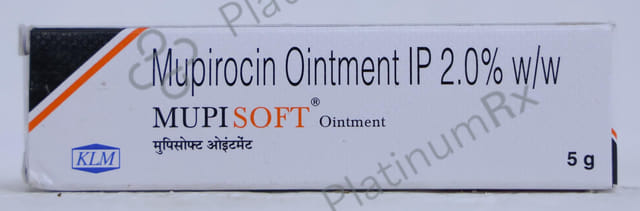 Mupirocin Ointment IP 2.0% w/w
MUPISOFT® Ointment
मुपिसोफ्ट ओइंटमेंट
KLM
5 g
PlatinumRx